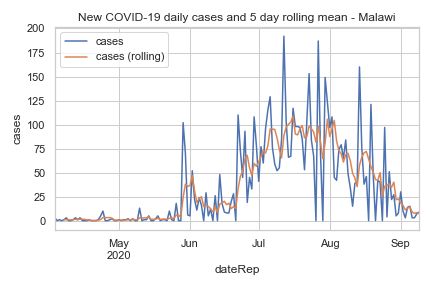 New COVID-19 daily cases and 5 day rolling mean - Malawi
cases
cases (rolling)
200
175
150
125
100
75
50
25
0
cases
May
2020
Jun
Jul
Aug
Sep
dateRep